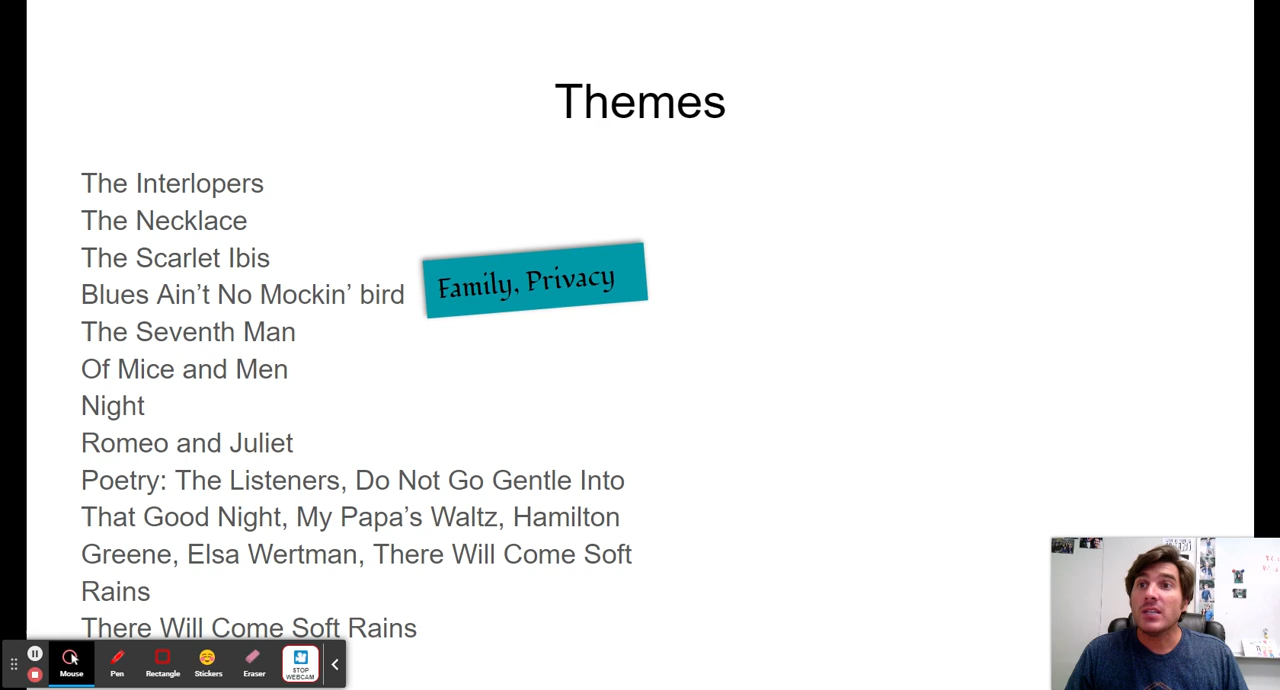 Themes
The Interlopers
The Necklace
The Scarlet Ibis
Blues Ain’t No Mockin’ bird
Family, Privacy
The Seventh Man
Of Mice and Men
Night
Romeo and Juliet
Poetry: The Listeners, Do Not Go Gentle Into
That Good Night, My Papa’s Waltz, Hamilton
Greene, Elsa Wertman, There Will Come Soft
Rains
There Will Come Soft Rains
Mouse
Pen
Rectangle
Stickers
Eraser
STOP
WEBCAM